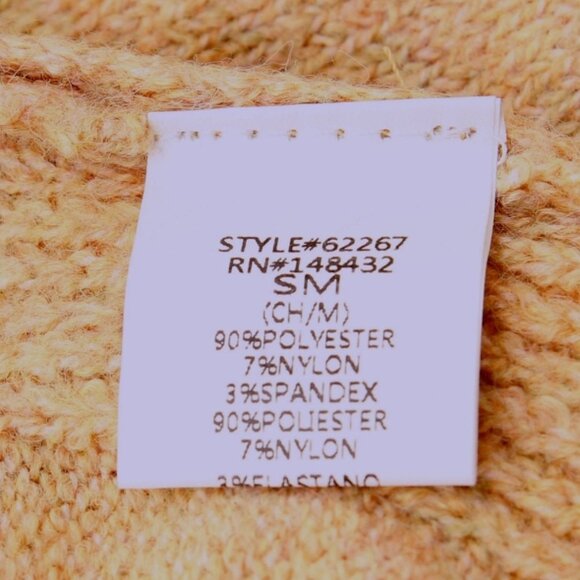 STYLE#62267
RN#148432
SM
(CH/M)
90%POLYESTER
7%NYLON
3%SPANDEX
90%POLIESTER
7%NYLON
3%ELASTANO